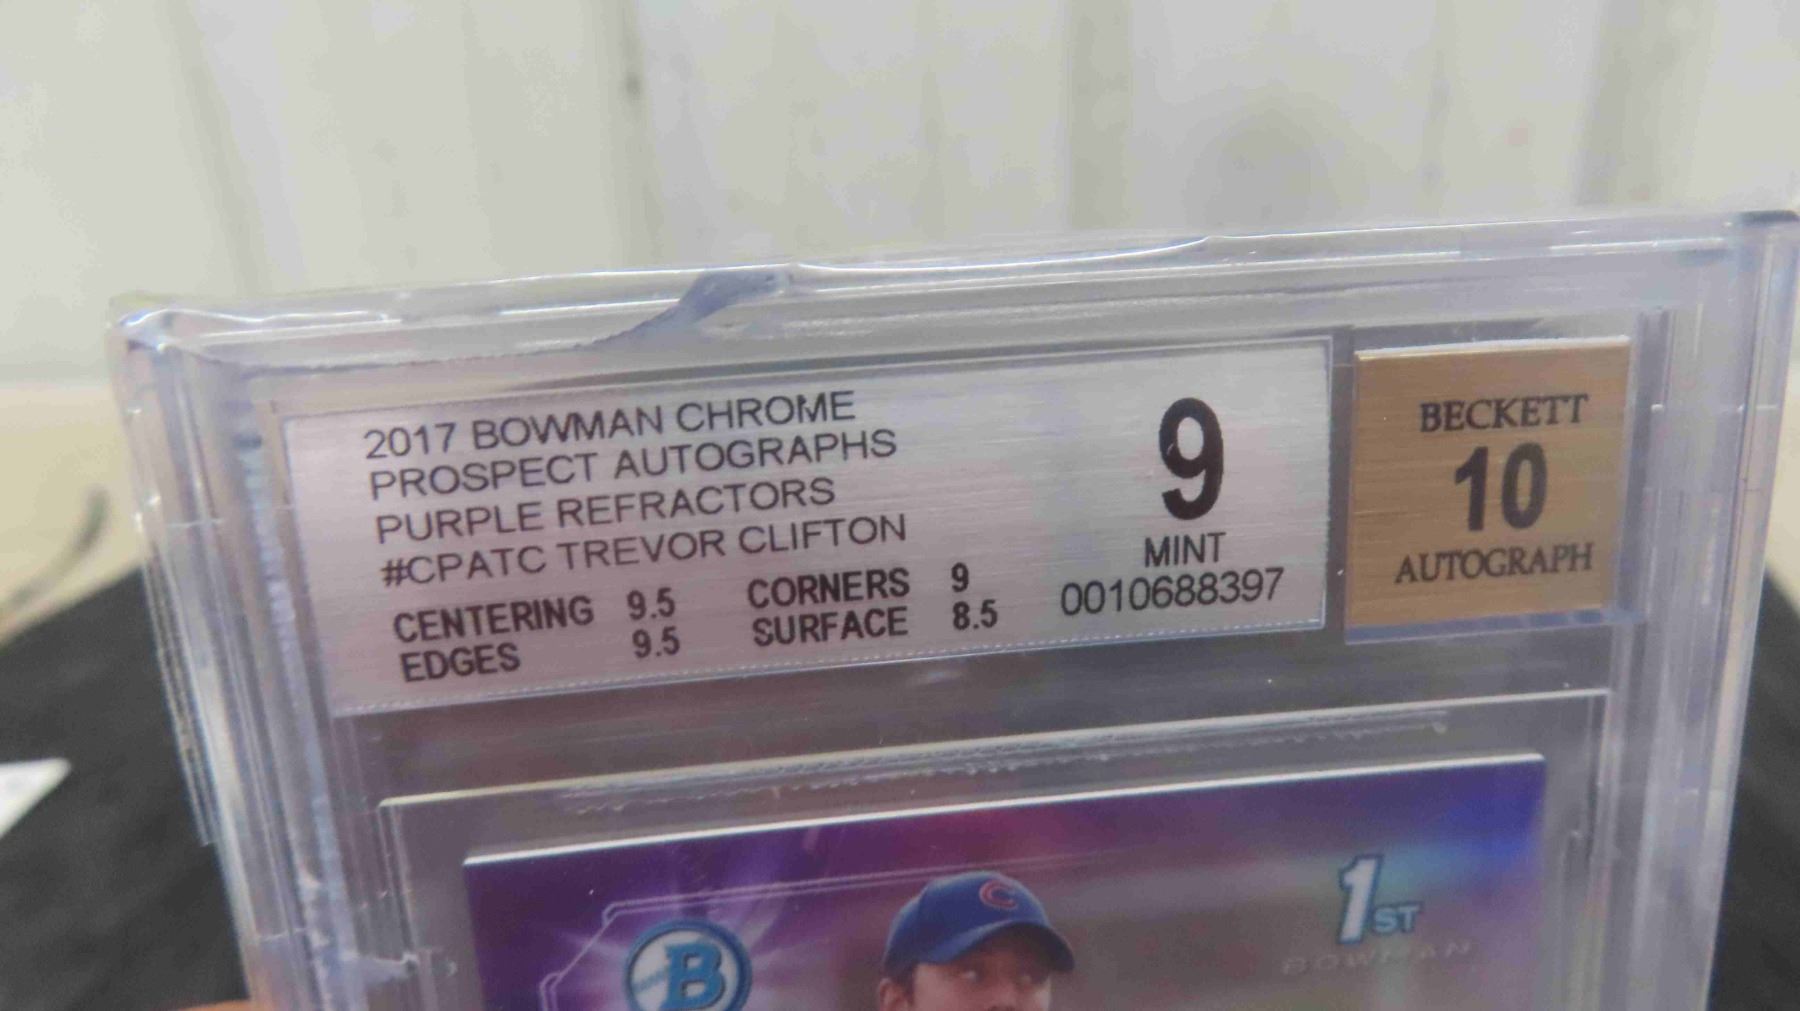 2017 BOWMAN CHROME
PROSPECT AUTOGRAPHS
PURPLE REFRACTORS
#CPATC TREVOR CLIFTON
CENTERING 9.5 CORNERS 9
EDGES 9.5 SURFACE 8.5
9
MINT
0010688397
BECKETT
10
AUTOGRAPH
1ST
BOWMAN
B
C